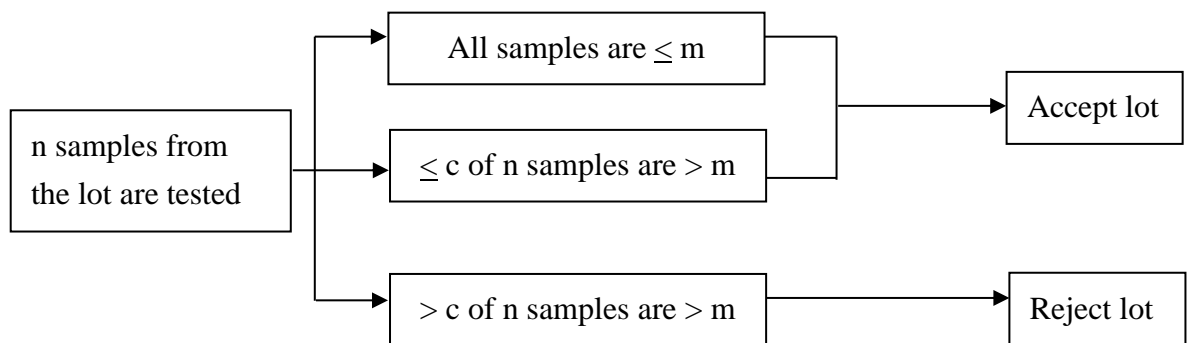 All samples are ≤ m
Accept lot
n samples from
the lot are tested
≤ c of n samples are > m
> c of n samples are > m
Reject lot